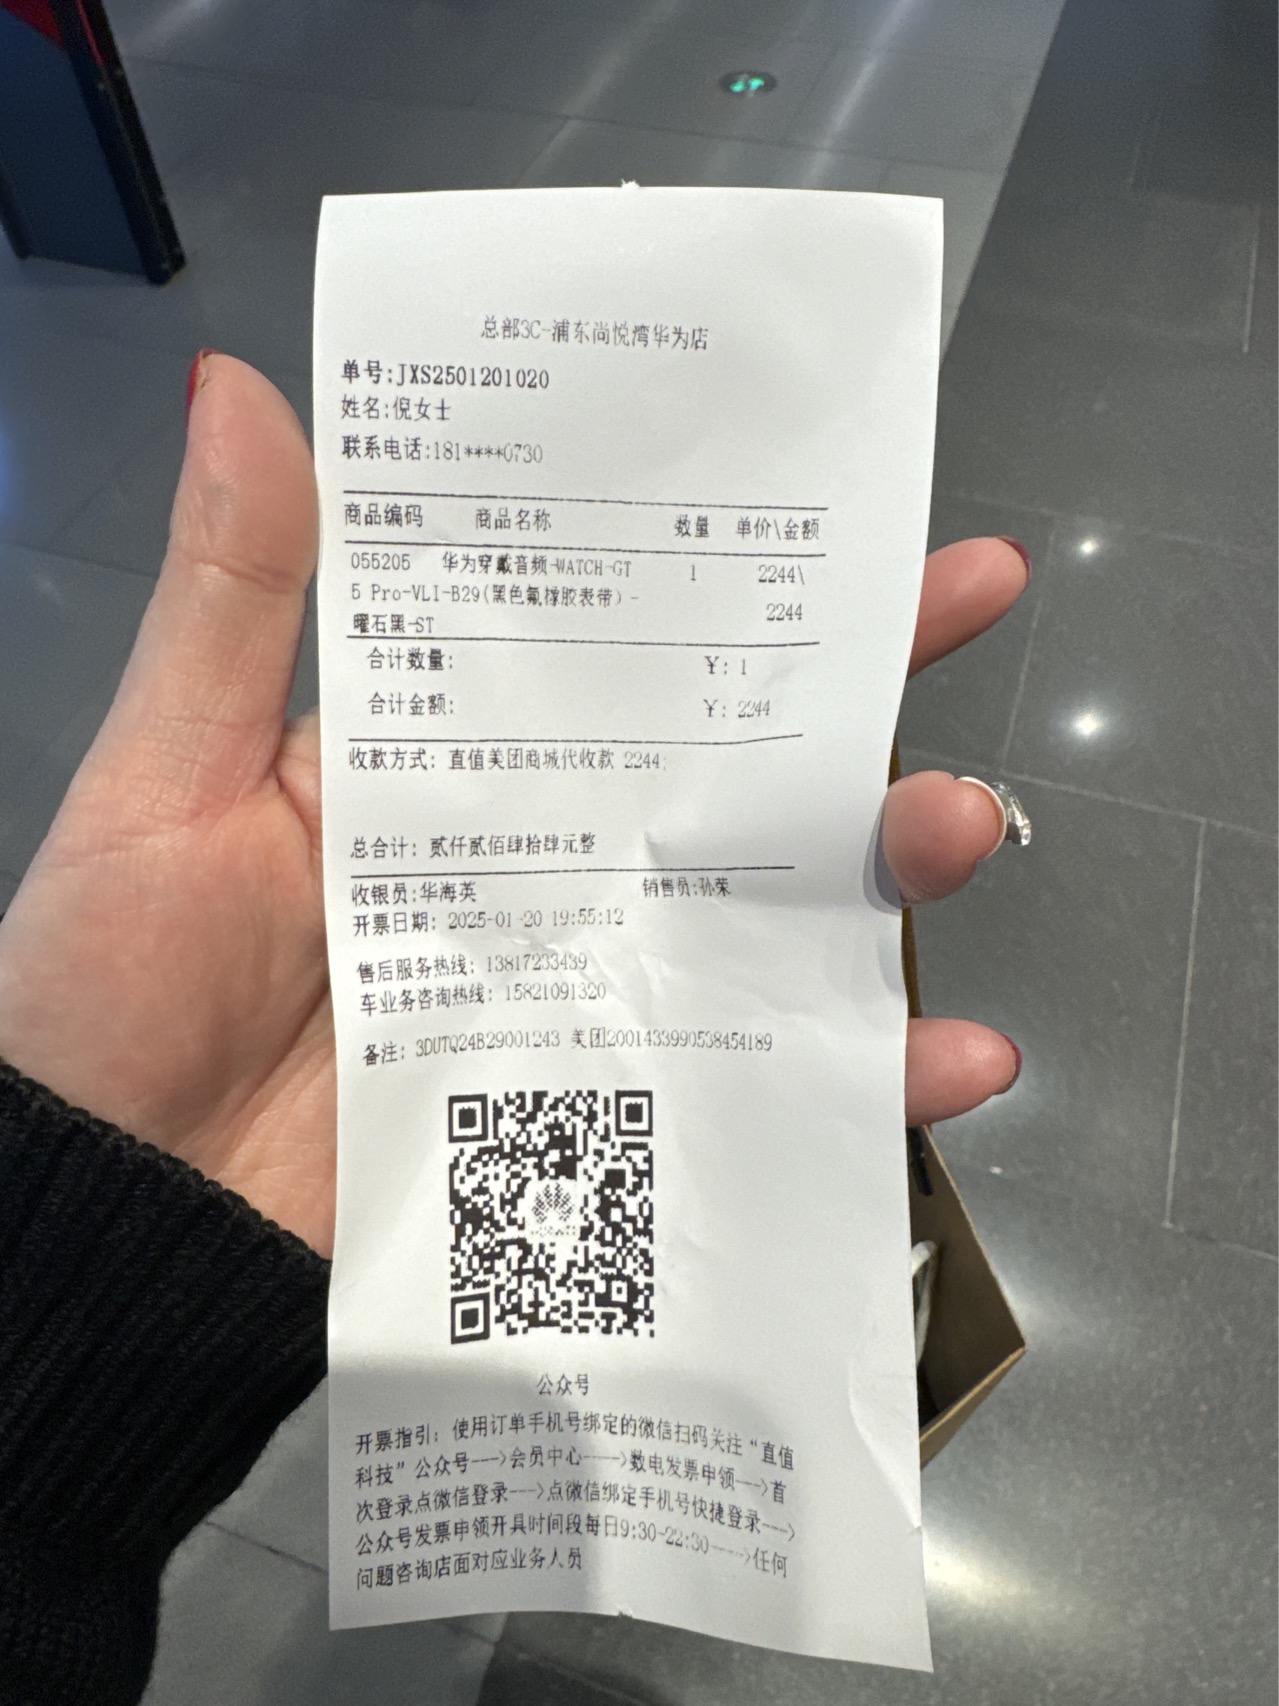 总部3C-浦东尚悦湾华为店
单号:JXS2501201020
姓名:倪女士
联系电话:181****0730
商品编码 商品名称 数量 单价\金额
055205 华为穿戴音频-WATCH-GT 1 2244\
5 Pro-VLI-B29(黑色氟橡胶表带)- 2244
曜石黑-ST
合计数量: ￥: 1
合计金额: ￥: 2244
收款方式: 直值美团商城代收款 2244;
总合计: 贰仟贰佰肆拾肆元整
收银员:华海英 销售员:孙荣
开票日期: 2025-01-20 19:55:12
售后服务热线: 13817233439
车业务咨询热线: 15821091320
备注: 3DUTQ24B29001243 美团2001433990538454189
公众号
开票指引: 使用订单手机号绑定的微信扫码关注“直值
科技”公众号--->会员中心---->数电发票申领--->首
次登录点微信登录--->点微信绑定手机号快捷登录--->
公众号发票申领开具时间段每日9:30-22:30---->任何
问题咨询店面对应业务人员